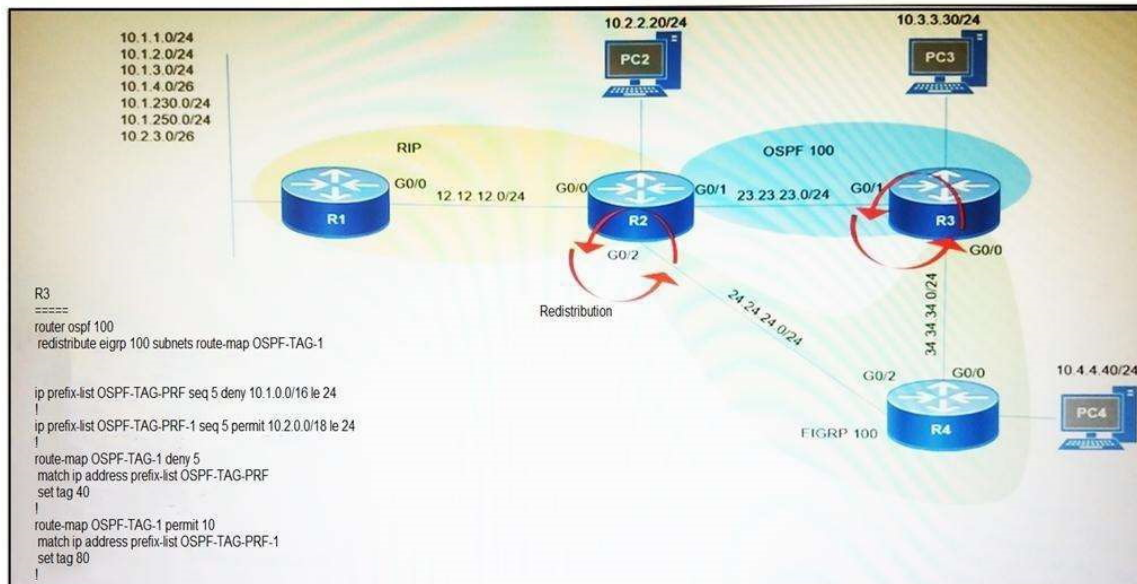 10.2.2.20/24
10.3.3.30/24
10.1.1.0/24
10.1.2.0/24
10.1.3.0/24
10.1.4.0/26
10.1.230.0/24
10.1.250.0/24
10.2.3.0/26
PC2
PC3
RIP
OSPF 100
G0/0
12.12.12.0/24
G0/0
G0/1
23.23.23.0/24
G0/1
R1
R2
R3
G0/2
G0/0
Redistribution
24.24.24.0/24
34.34.34.0/24
R3
=====
router ospf 100
redistribute eigrp 100 subnets route-map OSPF-TAG-1
ip prefix-list OSPF-TAG-PRF seq 5 deny 10.1.0.0/16 le 24
!
ip prefix-list OSPF-TAG-PRF-1 seq 5 permit 10.2.0.0/18 le 24
!
route-map OSPF-TAG-1 deny 5
match ip address prefix-list OSPF-TAG-PRF
set tag 40
!
route-map OSPF-TAG-1 permit 10
match ip address prefix-list OSPF-TAG-PRF-1
set tag 80
!
G0/2
G0/0
10.4.4.40/24
EIGRP 100
R4
PC4